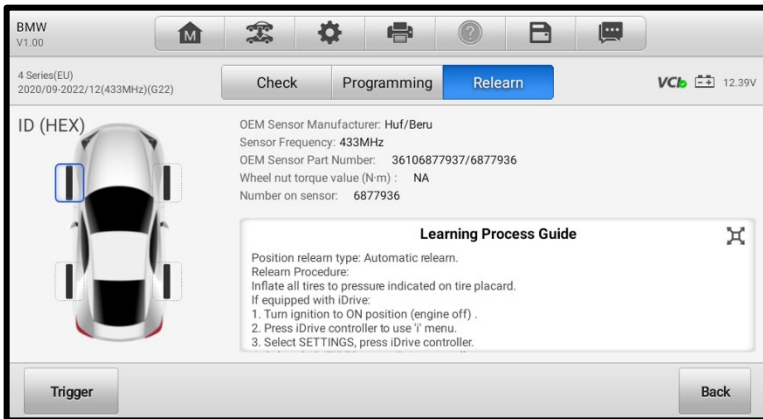 BMW
V1.00
M
?
4 Series(EU)
2020/09-2022/12(433MHz)(G22)
Check
Programming
Relearn
VCI
12.39V
ID (HEX)
OEM Sensor Manufacturer: Huf/Beru
Sensor Frequency: 433MHz
OEM Sensor Part Number: 36106877937/6877936
Wheel nut torque value (N·m) : NA
Number on sensor: 6877936
Learning Process Guide
Position relearn type: Automatic relearn.
Relearn Procedure:
Inflate all tires to pressure indicated on tire placard.
If equipped with iDrive:
1. Turn ignition to ON position (engine off) .
2. Press iDrive controller to use 'i' menu.
3. Select SETTINGS, press iDrive controller.
Trigger
Back